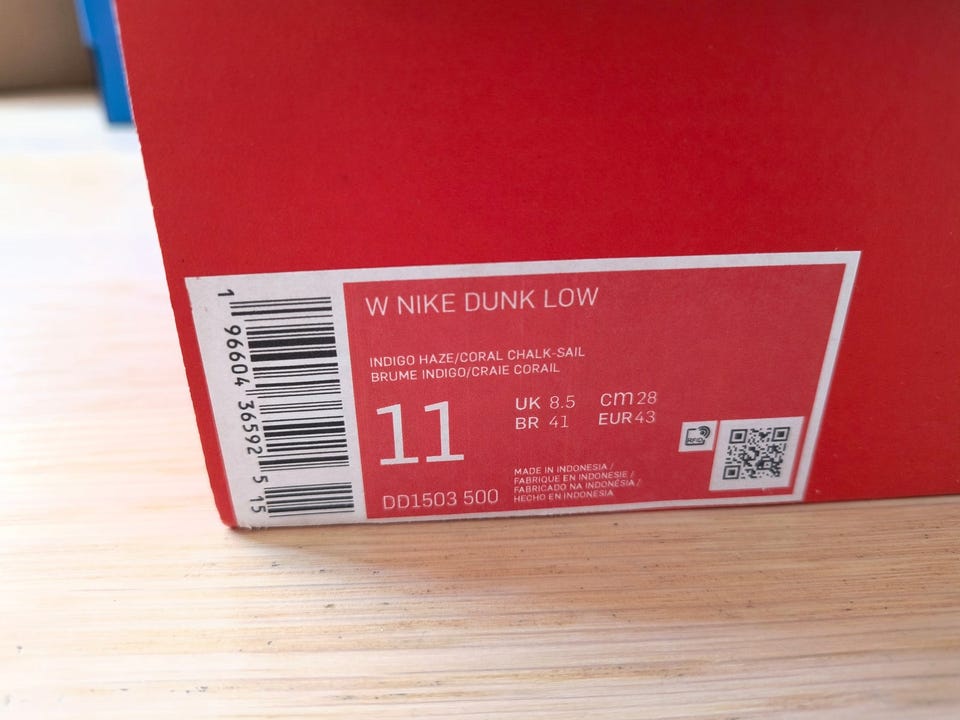 1 96604 36592 5 15
W NIKE DUNK LOW
INDIGO HAZE/CORAL CHALK-SAIL
BRUME INDIGO/CRAIE CORAIL
11
UK 8.5 cm 28
BR 41 EUR 43
MADE IN INDONESIA /
FABRIQUE EN INDONESIE /
FABRICADO NA INDONÉSIA /
HECHO EN INDONESIA
DD1503 500
RFID